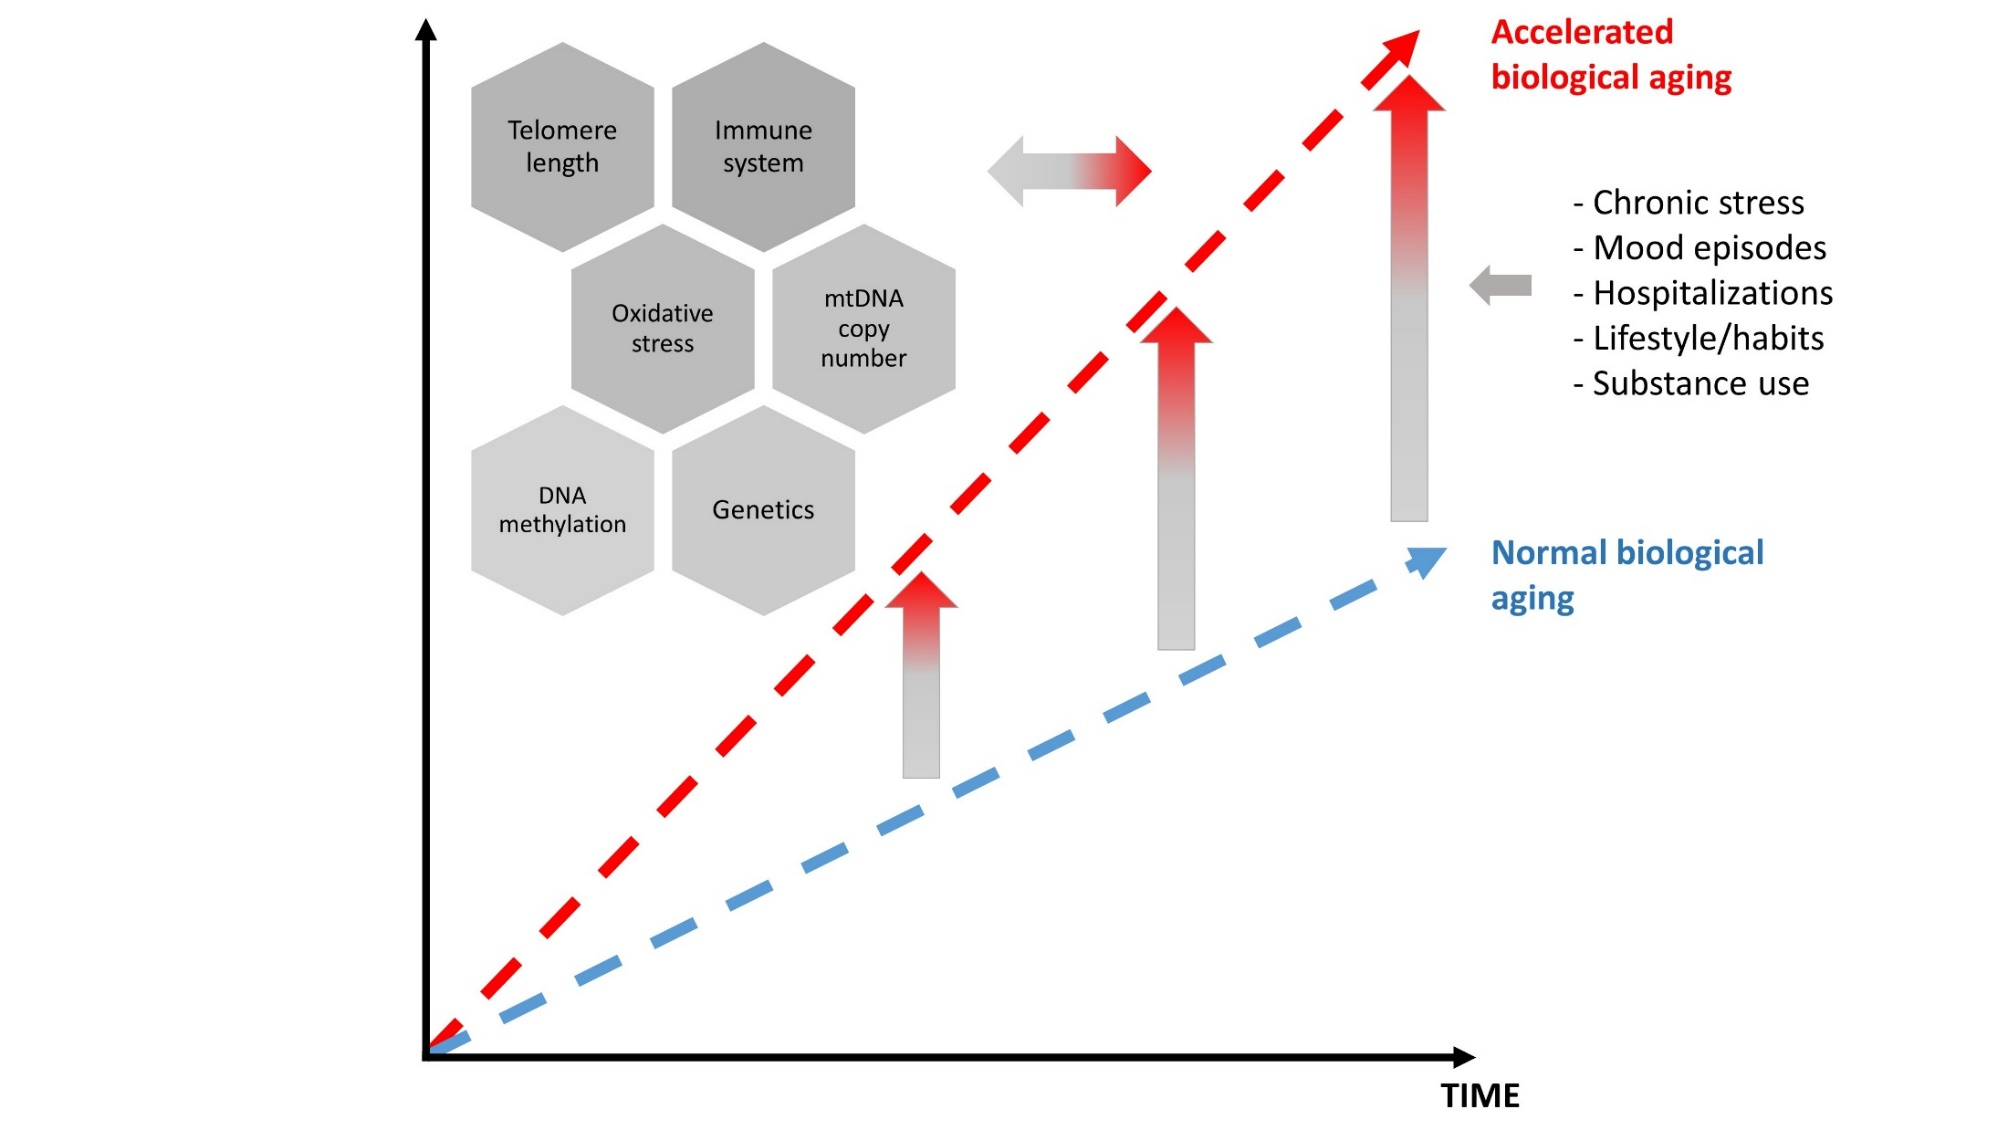 Telomere
length
Immune
system
Oxidative
stress
mtDNA
copy
number
DNA
methylation
Genetics
Accelerated
biological aging
- Chronic stress
- Mood episodes
- Hospitalizations
- Lifestyle/habits
- Substance use
Normal biological
aging
TIME